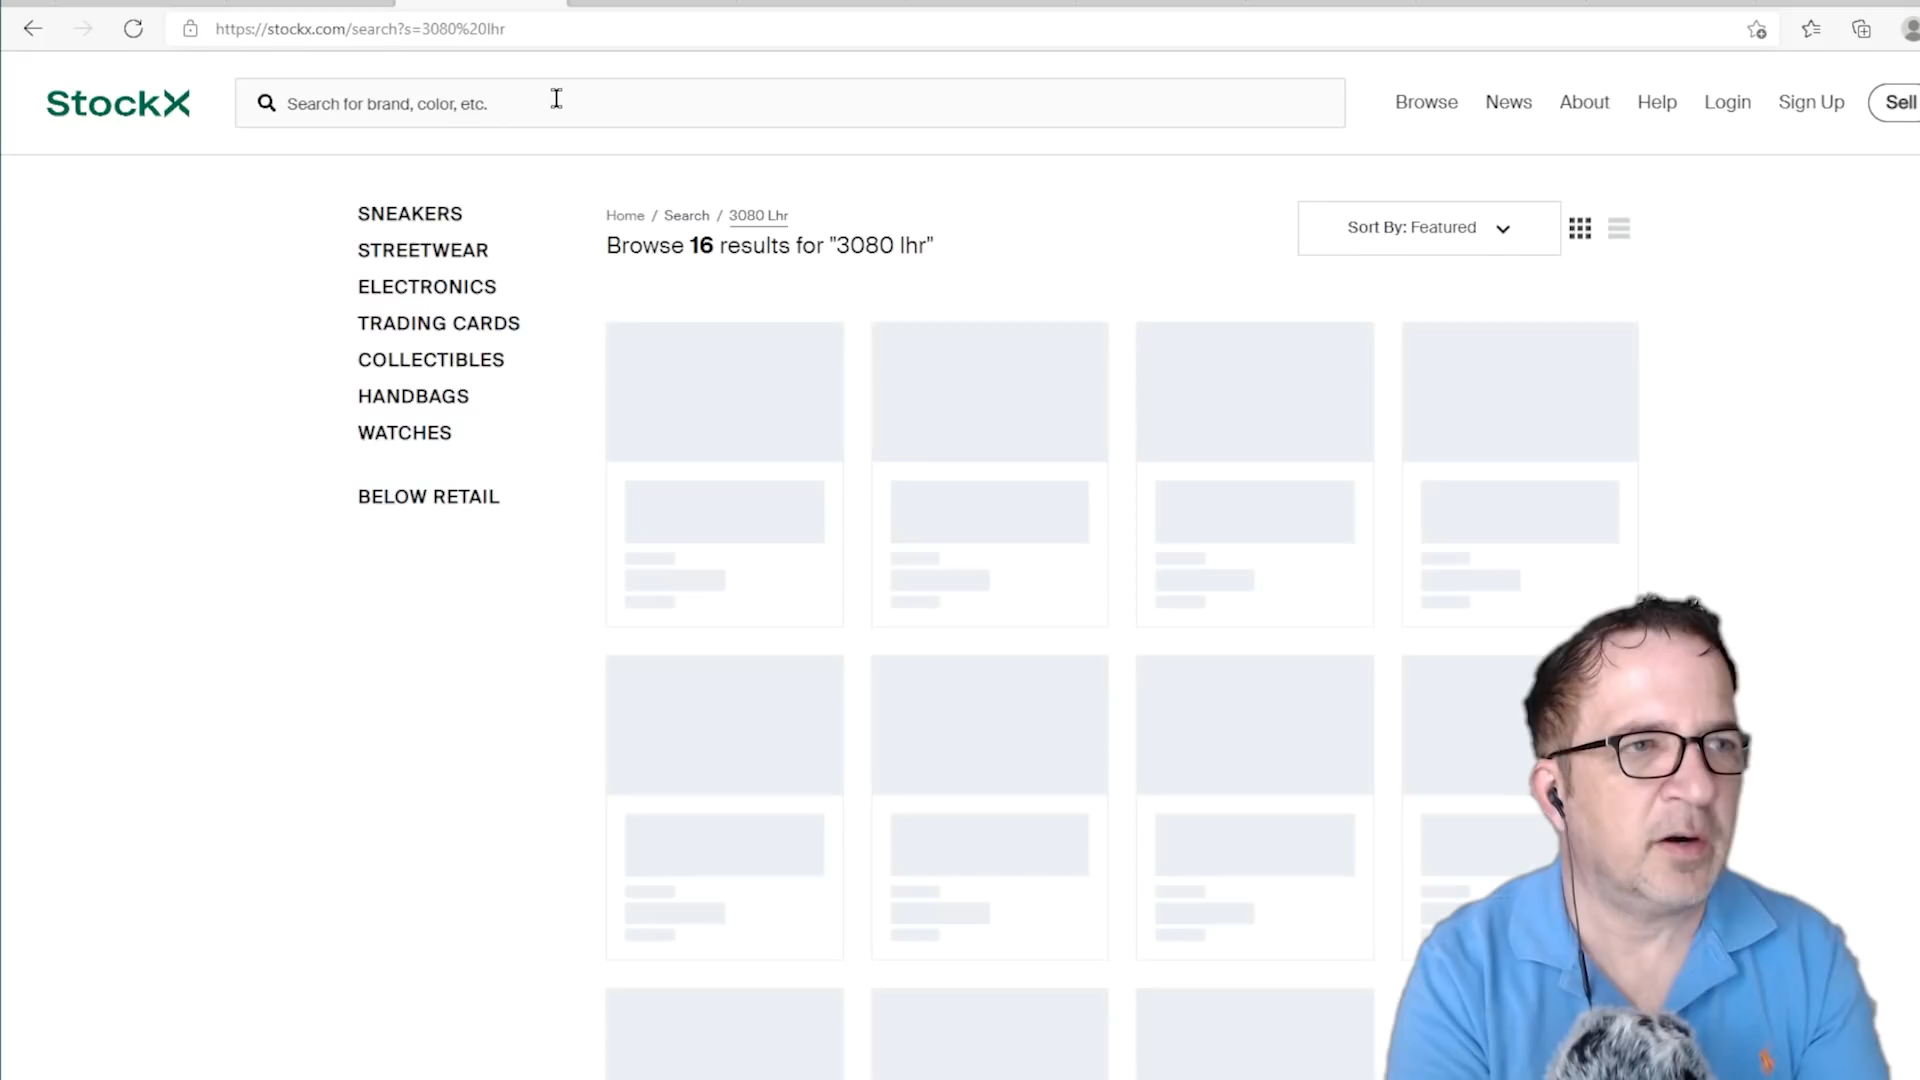 https://stockx.com/search?s=3080%20lhr
StockX
Search for brand, color, etc.
Browse
News
About
Help
Login
Sign Up
Sell
SNEAKERS
STREETWEAR
ELECTRONICS
TRADING CARDS
COLLECTIBLES
HANDBAGS
WATCHES
BELOW RETAIL
Home / Search / 3080 Lhr
Browse 16 results for "3080 lhr"
Sort By: Featured